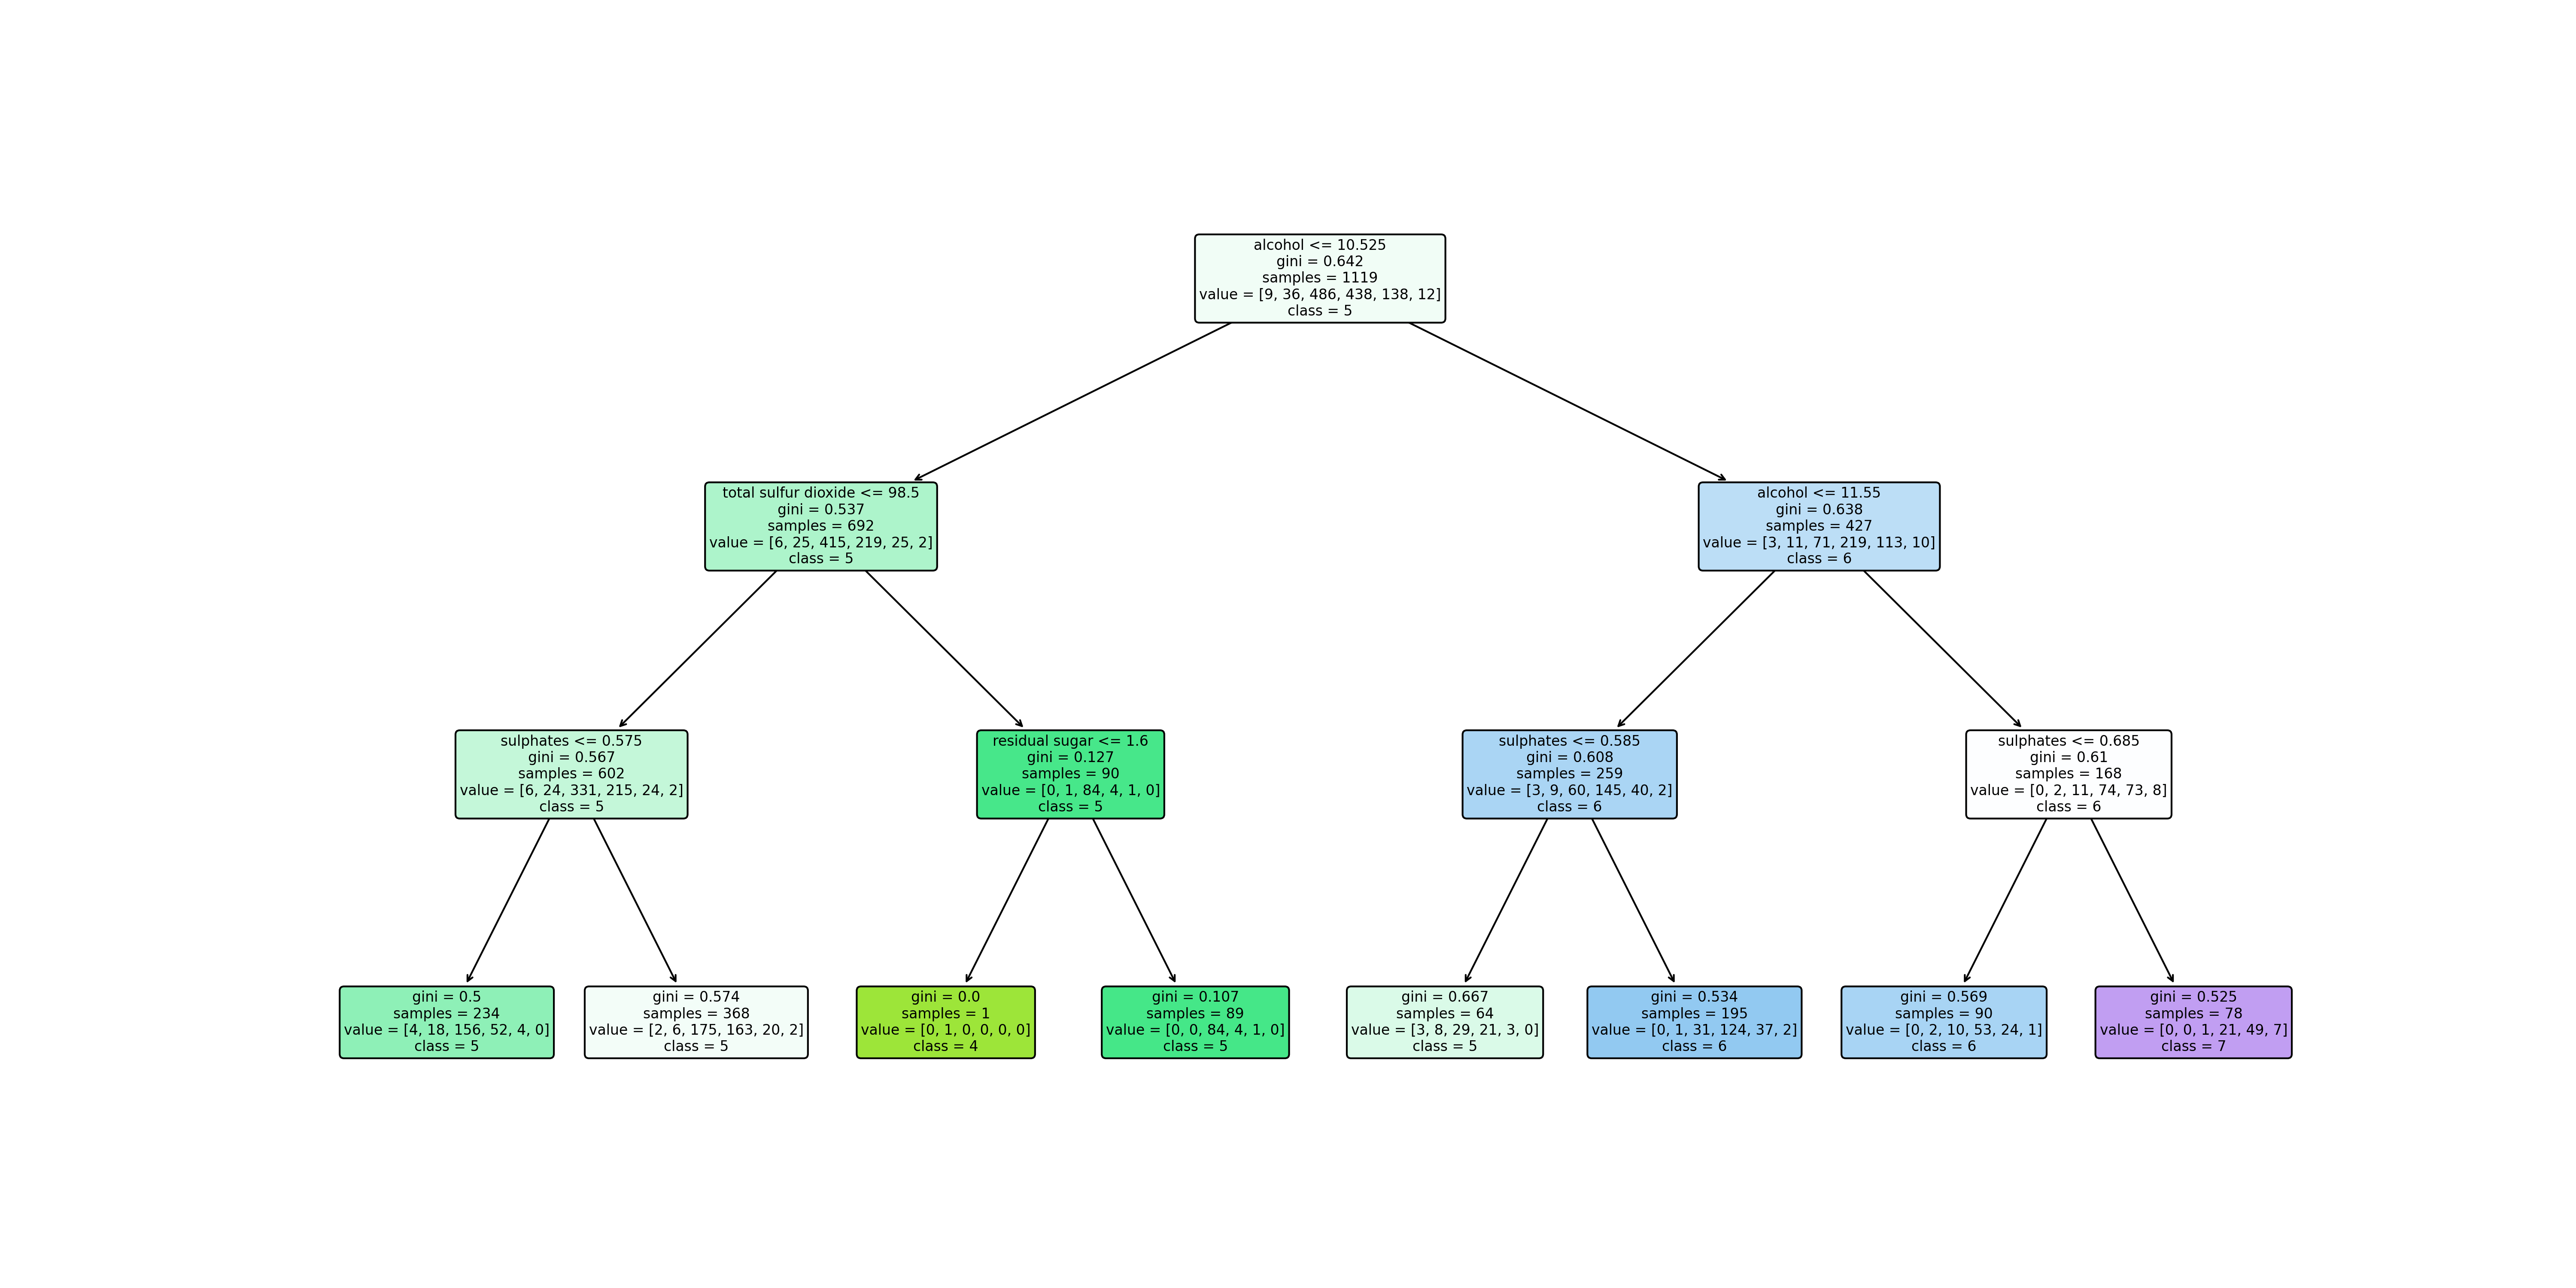 alcohol <= 10.525
gini = 0.642
samples = 1119
value = [9, 36, 486, 438, 138, 12]
class = 5
total sulfur dioxide <= 98.5
gini = 0.537
samples = 692
value = [6, 25, 415, 219, 25, 2]
class = 5
alcohol <= 11.55
gini = 0.638
samples = 427
value = [3, 11, 71, 219, 113, 10]
class = 6
sulphates <= 0.575
gini = 0.567
samples = 602
value = [6, 24, 331, 215, 24, 2]
class = 5
residual sugar <= 1.6
gini = 0.127
samples = 90
value = [0, 1, 84, 4, 1, 0]
class = 5
sulphates <= 0.585
gini = 0.608
samples = 259
value = [3, 9, 60, 145, 40, 2]
class = 6
sulphates <= 0.685
gini = 0.61
samples = 168
value = [0, 2, 11, 74, 73, 8]
class = 6
gini = 0.5
samples = 234
value = [4, 18, 156, 52, 4, 0]
class = 5
gini = 0.574
samples = 368
value = [2, 6, 175, 163, 20, 2]
class = 5
gini = 0.0
samples = 1
value = [0, 1, 0, 0, 0, 0]
class = 4
gini = 0.107
samples = 89
value = [0, 0, 84, 4, 1, 0]
class = 5
gini = 0.667
samples = 64
value = [3, 8, 29, 21, 3, 0]
class = 5
gini = 0.534
samples = 195
value = [0, 1, 31, 124, 37, 2]
class = 6
gini = 0.569
samples = 90
value = [0, 2, 10, 53, 24, 1]
class = 6
gini = 0.525
samples = 78
value = [0, 0, 1, 21, 49, 7]
class = 7